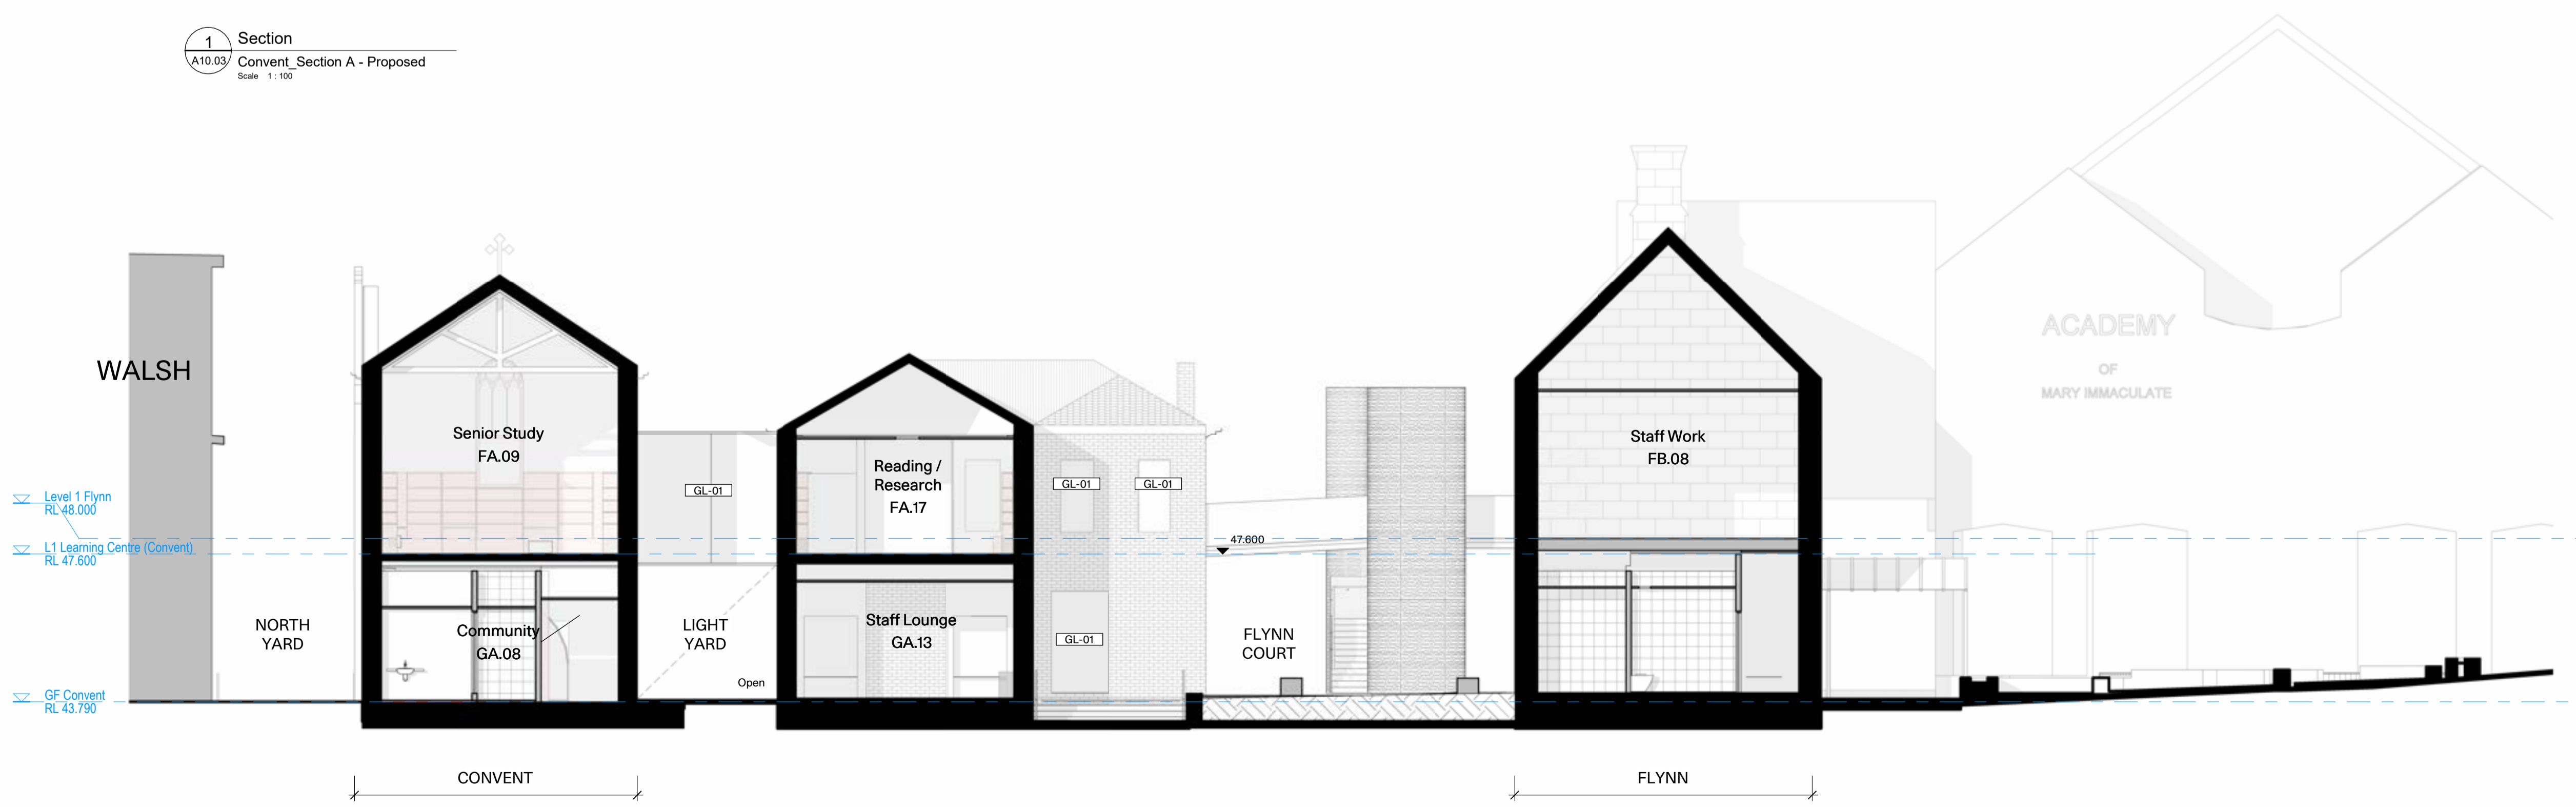 1
A10.03
Section
Convent_Section A - Proposed
Scale 1 : 100
ACADEMY
OF
MARY IMMACULATE
WALSH
Senior Study
FA.09
Reading /
Research
FA.17
Staff Work
FB.08
GL-01
GL-01
GL-01
Level 1 Flynn
RL 48.000
47.600
L1 Learning Centre (Convent)
RL 47.600
NORTH
YARD
Community
GA.08
LIGHT
YARD
Staff Lounge
GA.13
GL-01
FLYNN
COURT
Open
GF Convent
RL 43.790
CONVENT
FLYNN